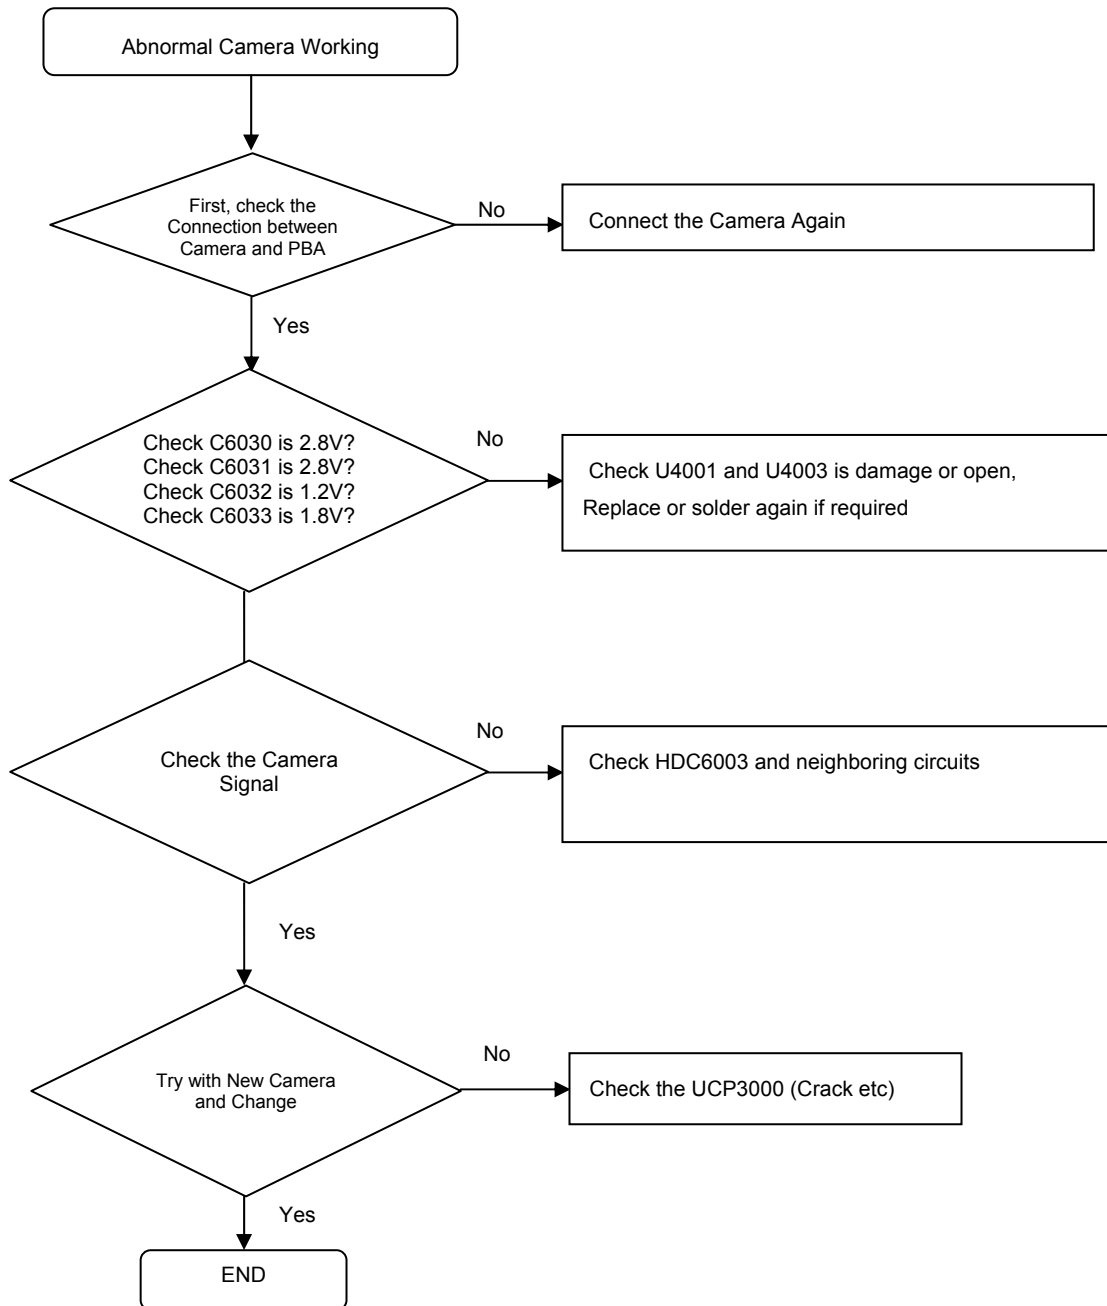 Abnormal Camera Working
First, check the
Connection between
Camera and PBA
No
Connect the Camera Again
Yes
Check C6030 is 2.8V?
Check C6031 is 2.8V?
Check C6032 is 1.2V?
Check C6033 is 1.8V?
No
Check U4001 and U4003 is damage or open,
Replace or solder again if required
Check the Camera
Signal
No
Check HDC6003 and neighboring circuits
Yes
Try with New Camera
and Change
No
Check the UCP3000 (Crack etc)
Yes
END